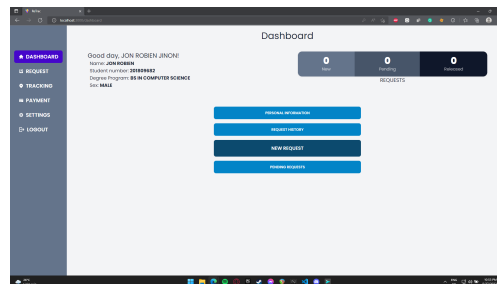 Dashboard
DASHBOARD
REQUEST
TRACKING
PAYMENT
SETTINGS
LOGOUT
Good day, JON ROBIEN JINON!
Name: JON ROBIEN
Student number: 201809682
Degree Program: BS IN COMPUTER SCIENCE
Sex: MALE
0 0 0
New Pending Released
REQUESTS
PERSONAL INFORMATION
REQUEST HISTORY
NEW REQUEST
PENDING REQUESTS